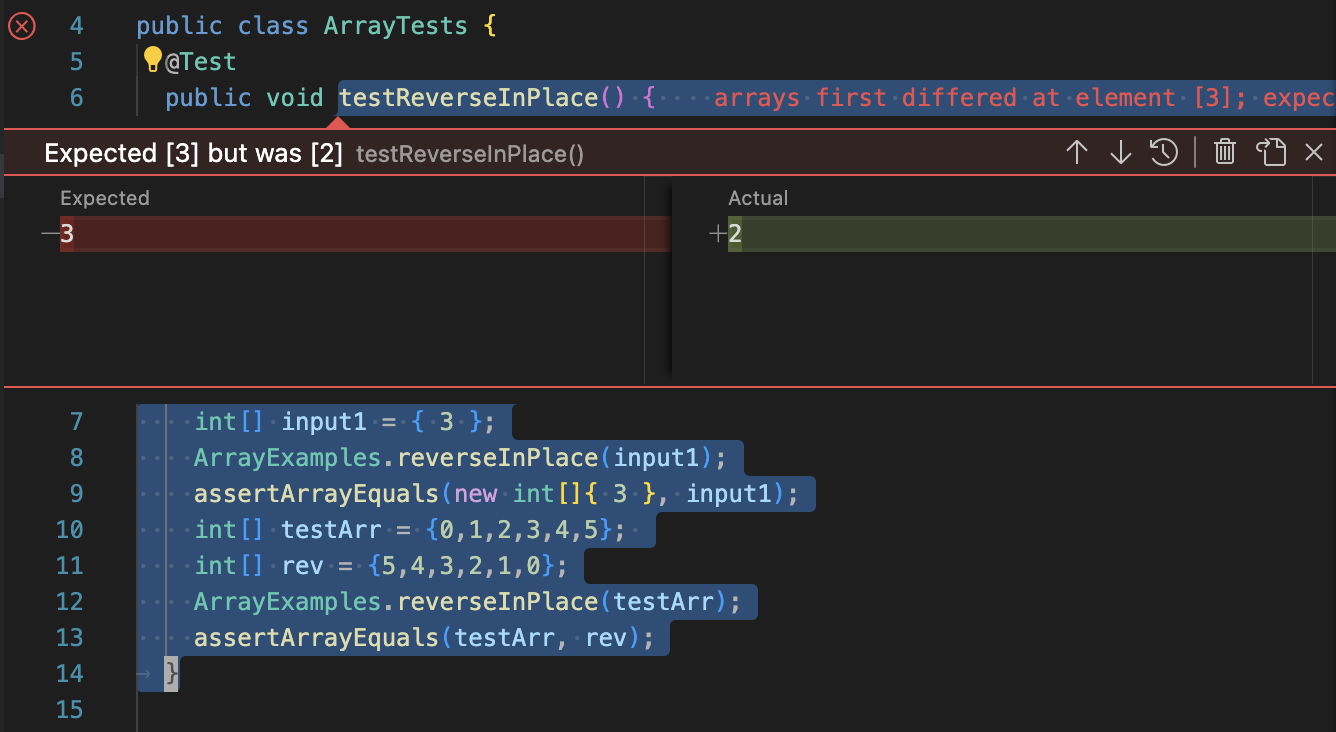 4 public class ArrayTests {
5 @Test
6 public void testReverseInPlace() { arrays first differed at element [3]; expec
Expected [3] but was [2] testReverseInPlace()
Expected Actual
—3 +2
7 int[] input1 = { 3 };
8 ArrayExamples.reverseInPlace(input1);
9 assertArrayEquals(new int[]{ 3 }, input1);
10 int[] testArr = {0,1,2,3,4,5};
11 int[] rev = {5,4,3,2,1,0};
12 ArrayExamples.reverseInPlace(testArr);
13 assertArrayEquals(testArr, rev);
14 }
15